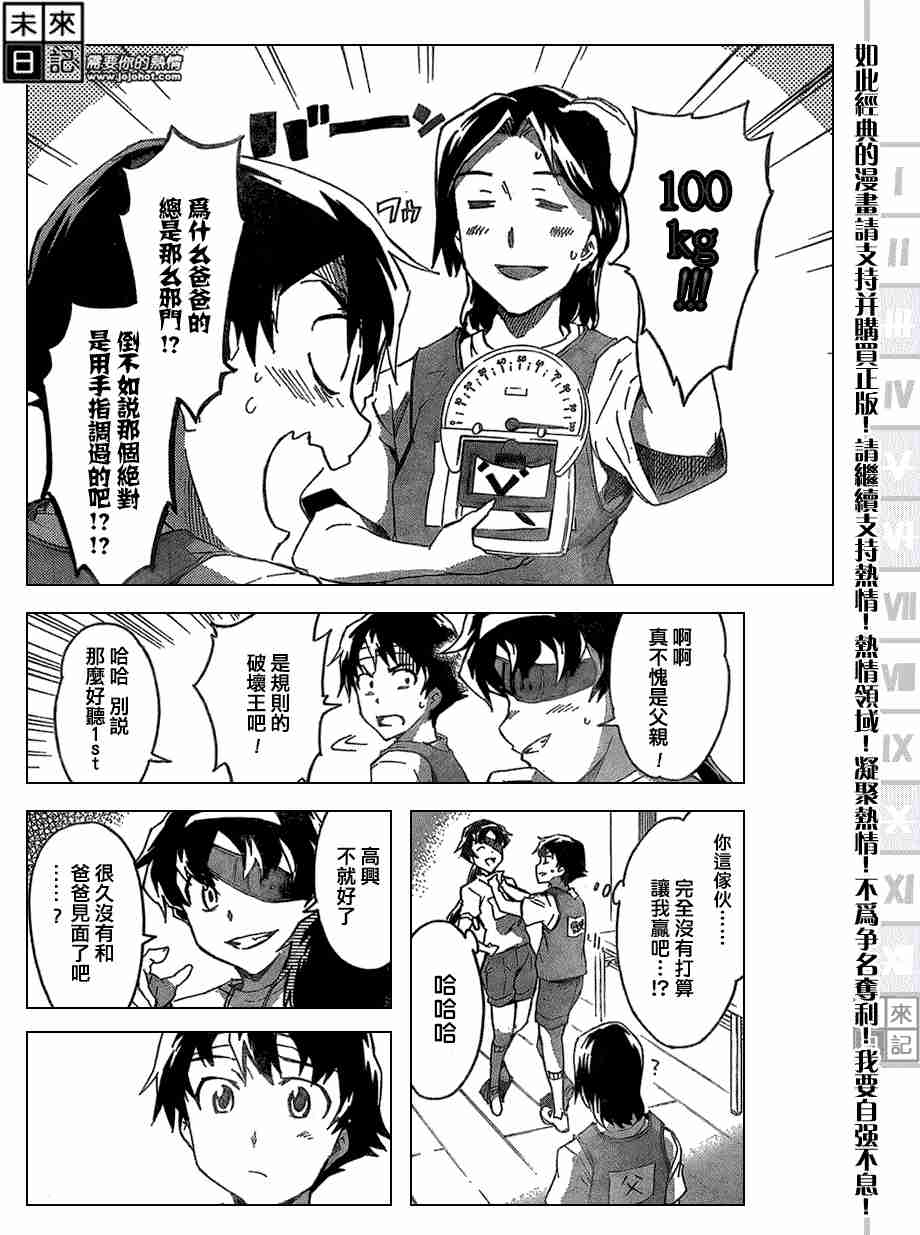 未來
日記
需要你的熱情
www.jojohot.com
100
kg!!!
バーン
フゥ
為什么爸爸的
總是那么邪門!?
倒不如說那個絕對
是用手指調過的吧!?!?
啊啊
真不愧是父親!
是規則的
破壞王吧!
哈哈 別説
那麼好聽1st
你這傢伙……
完全沒有打算
讓我贏吧…!?
哈哈哈
?
父
高興
不就好了
很久沒有和
爸爸見面了吧
……?
如此經典的漫畫請支持并購買正版!請繼續支持熱情!熱情領域!凝聚熱情!不爲争名奪利!我要自强不息!
I
II
III
IV
V
VI
VII
VIII
IX
X
XI
來
記